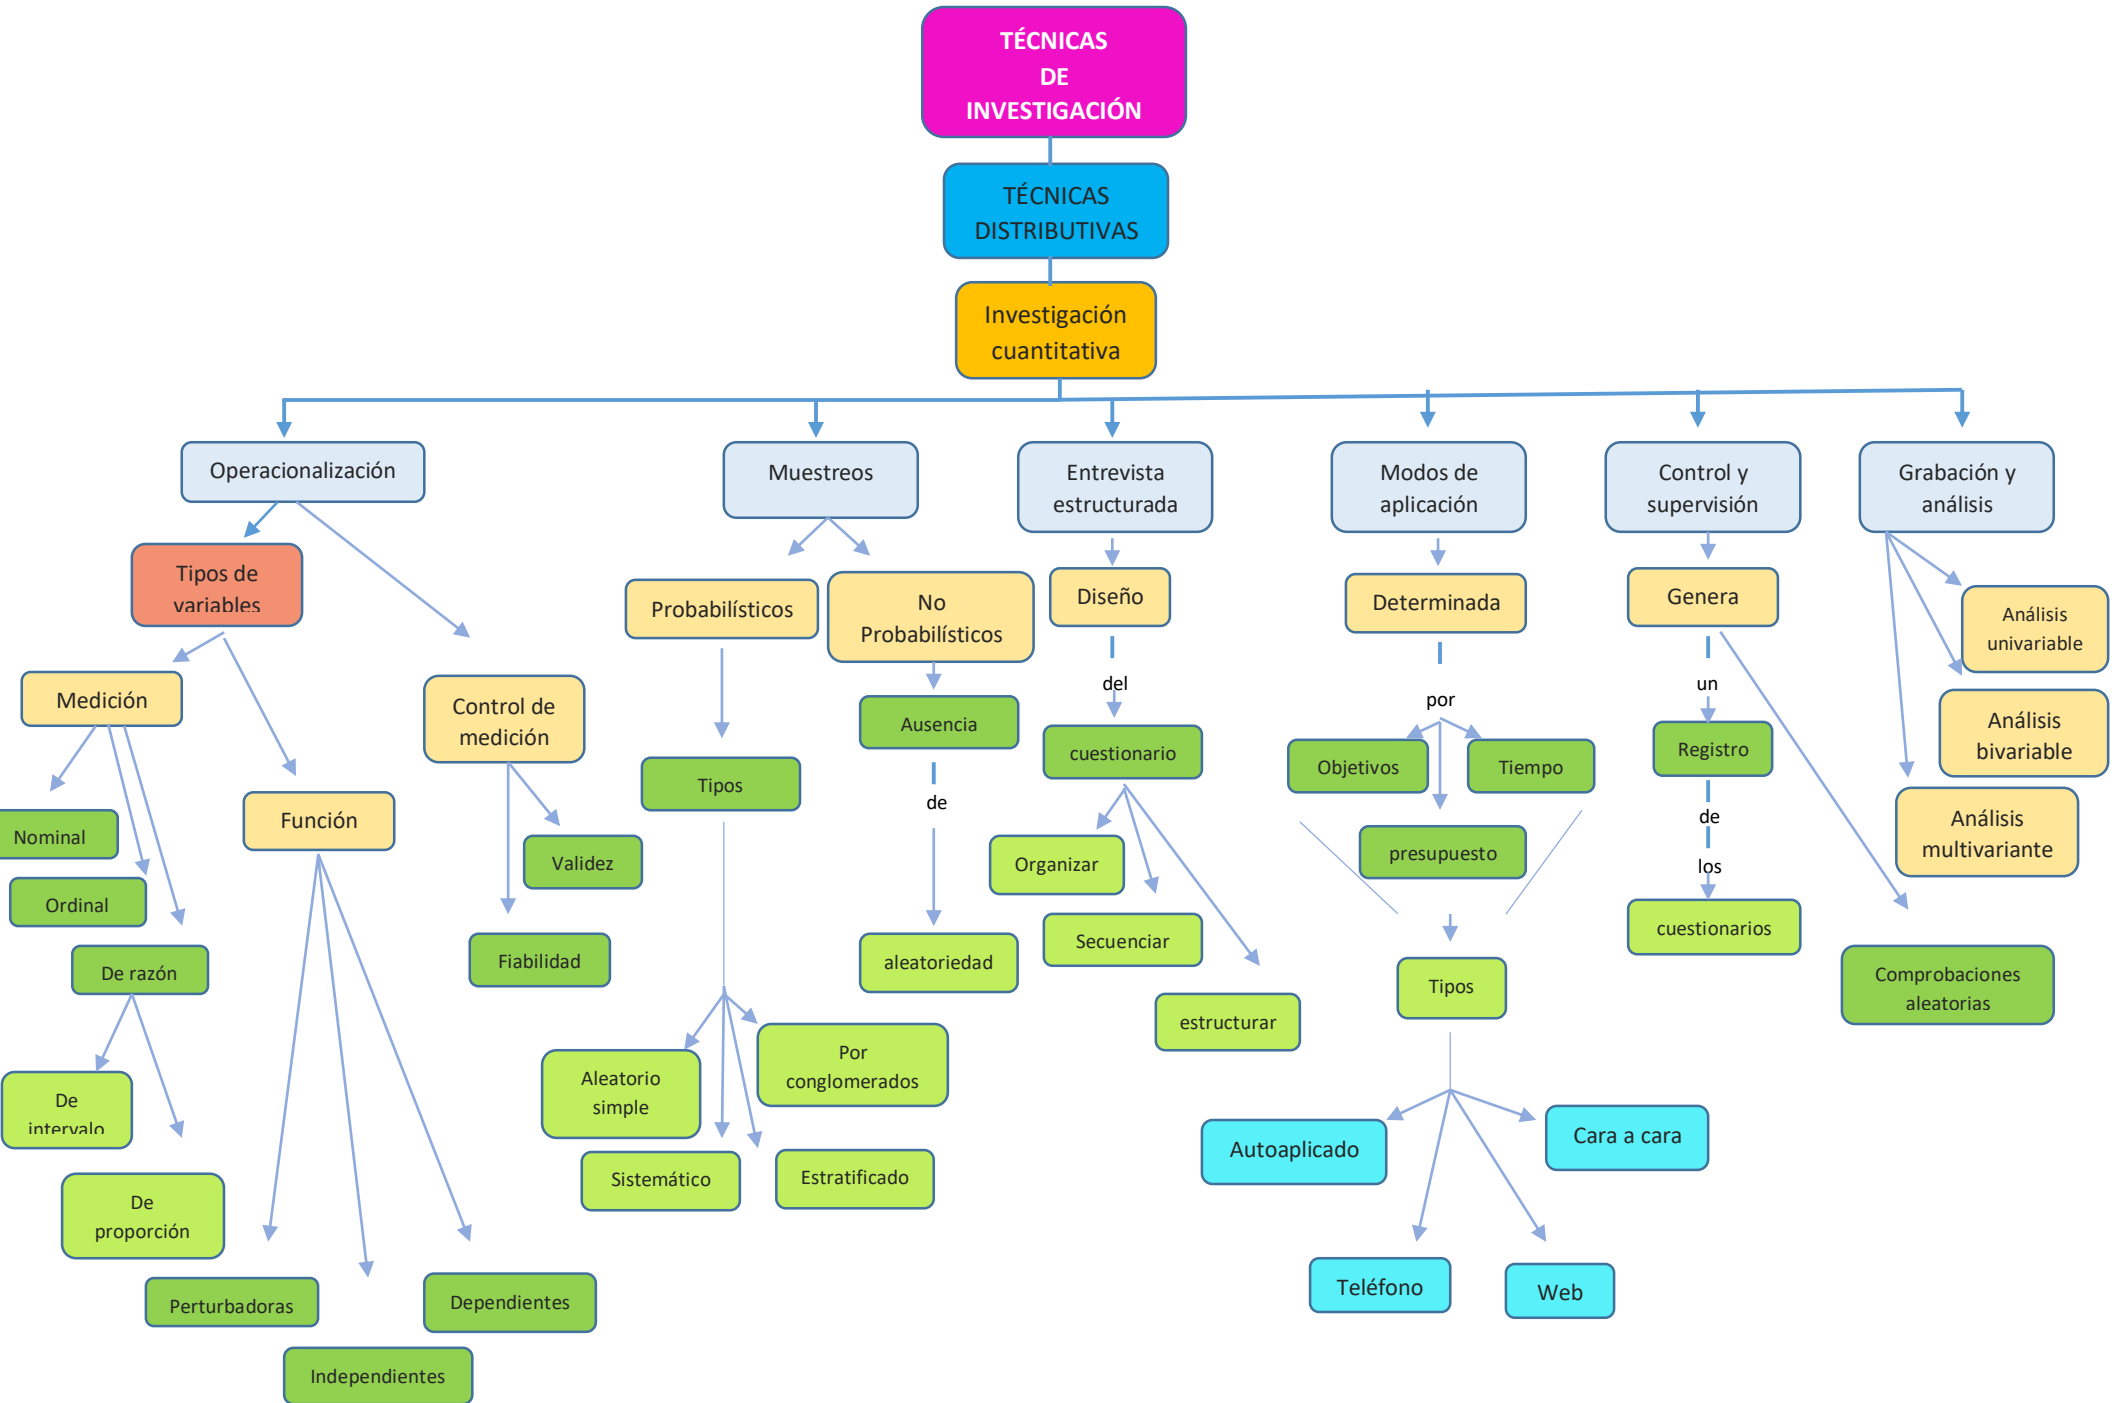 TÉCNICAS
DE
INVESTIGACIÓN
TÉCNICAS
DISTRIBUTIVAS
Investigación
cuantitativa
Operacionalización
Muestreos
Entrevista
estructurada
Modos de
aplicación
Control y
supervisión
Grabación y
análisis
Tipos de
variables
Probabilísticos
No
Probabilísticos
Diseño
Determinada
Genera
Análisis
univariable
Medición
Control de
medición
Ausencia
del
cuestionario
por
Objetivos
Tiempo
un
Registro
Análisis
bivariable
Tipos
de
presupuesto
de
los
Análisis
multivariante
Nominal
Función
Validez
Organizar
Ordinal
Fiabilidad
aleatoriedad
Secuenciar
cuestionarios
De razón
Tipos
Comprobaciones
aleatorias
estructurar
De
intervalo
Aleatorio
simple
Por
conglomerados
Autoaplicado
Cara a cara
Sistemático
Estratificado
De
proporción
Perturbadoras
Dependientes
Teléfono
Web
Independientes